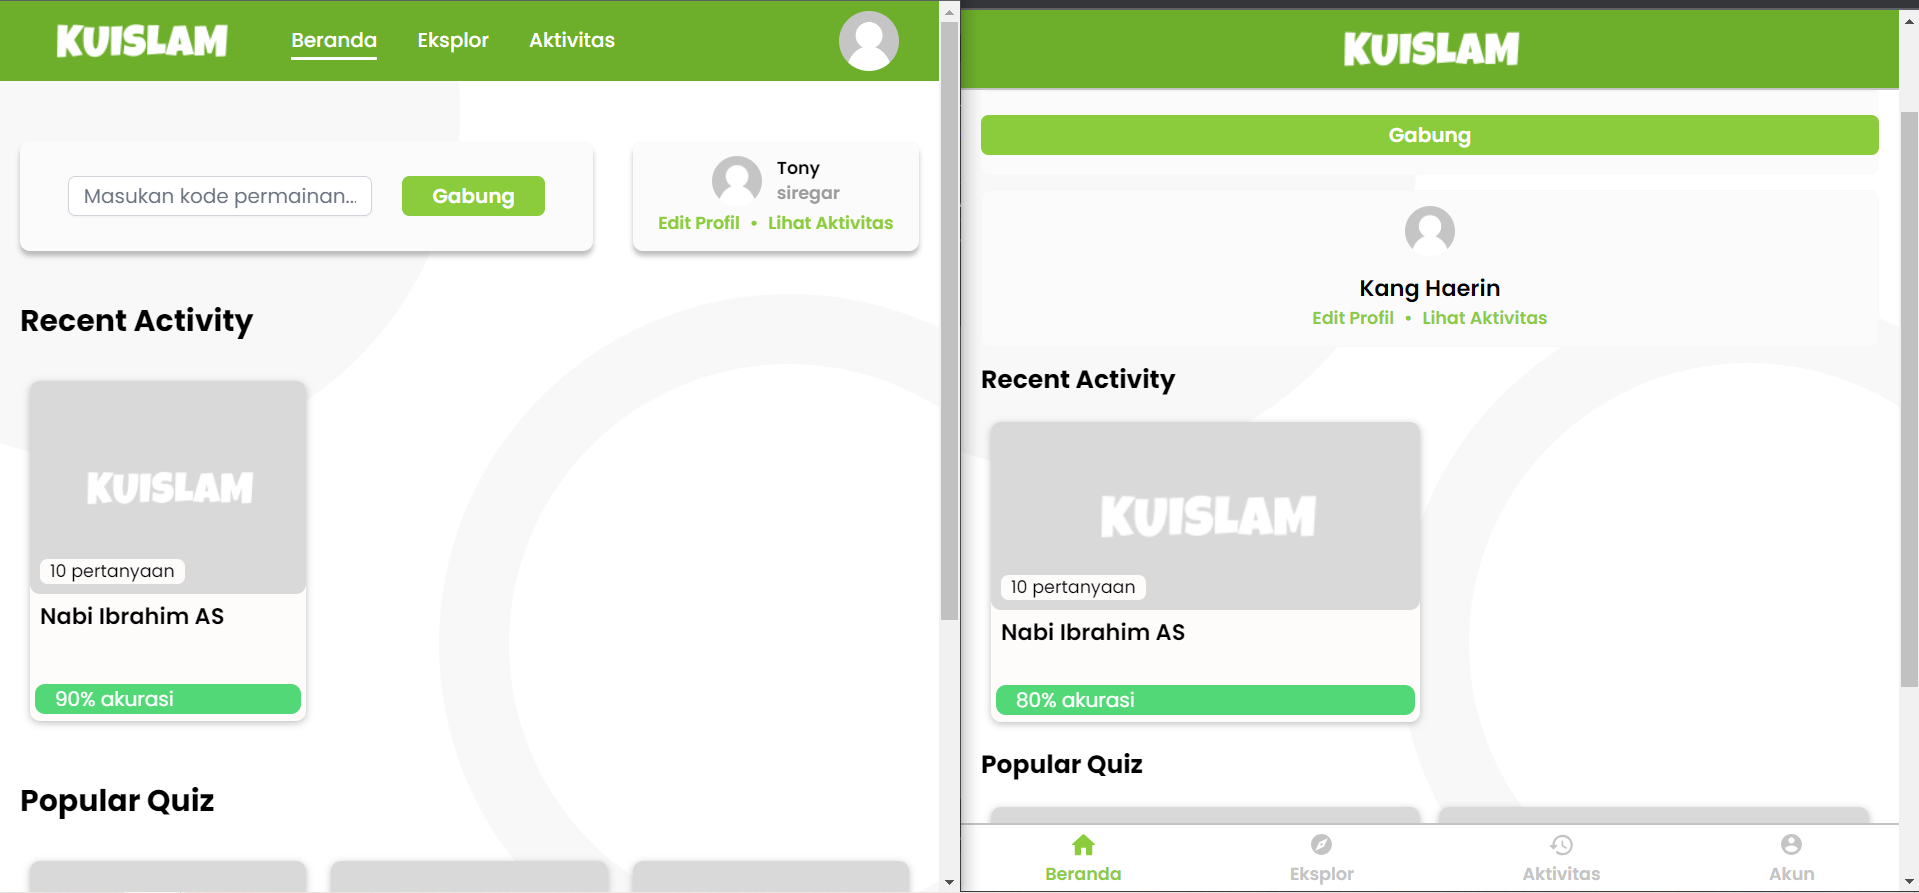 KUISLAM
Beranda
Eksplor
Aktivitas
Masukan kode permainan...
Gabung
Tony
siregar
Edit Profil • Lihat Aktivitas
Recent Activity
KUISLAM
10 pertanyaan
Nabi Ibrahim AS
90% akurasi
Popular Quiz
KUISLAM
Gabung
Kang Haerin
Edit Profil • Lihat Aktivitas
Recent Activity
KUISLAM
10 pertanyaan
Nabi Ibrahim AS
80% akurasi
Popular Quiz
Beranda
Eksplor
Aktivitas
Akun